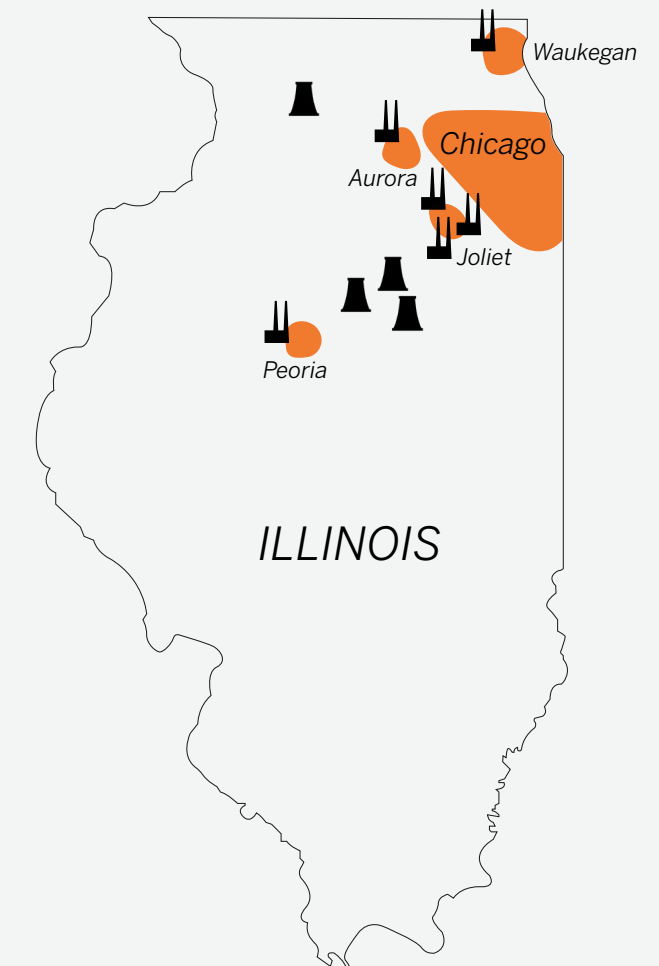 Waukegan
Chicago
Aurora
Joliet
Peoria
ILLINOIS